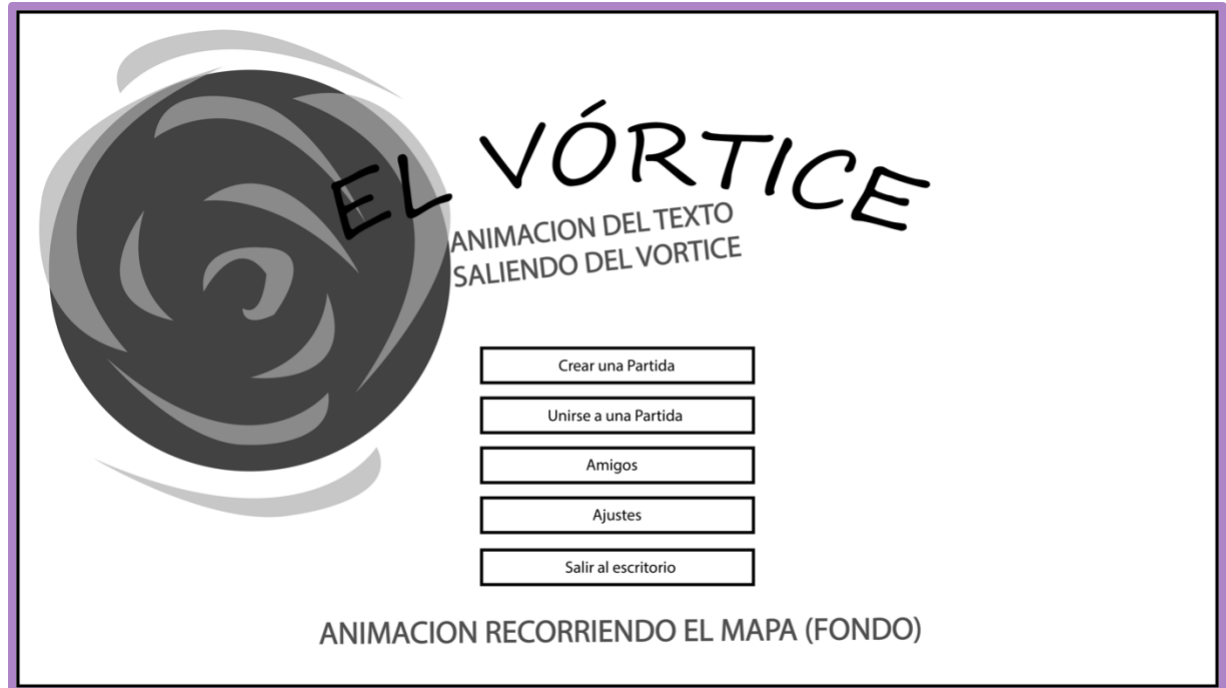 EL VÓRTICE
ANIMACION DEL TEXTO
SALIENDO DEL VORTICE
Crear una Partida
Unirse a una Partida
Amigos
Ajustes
Salir al escritorio
ANIMACION RECORRIENDO EL MAPA (FONDO)